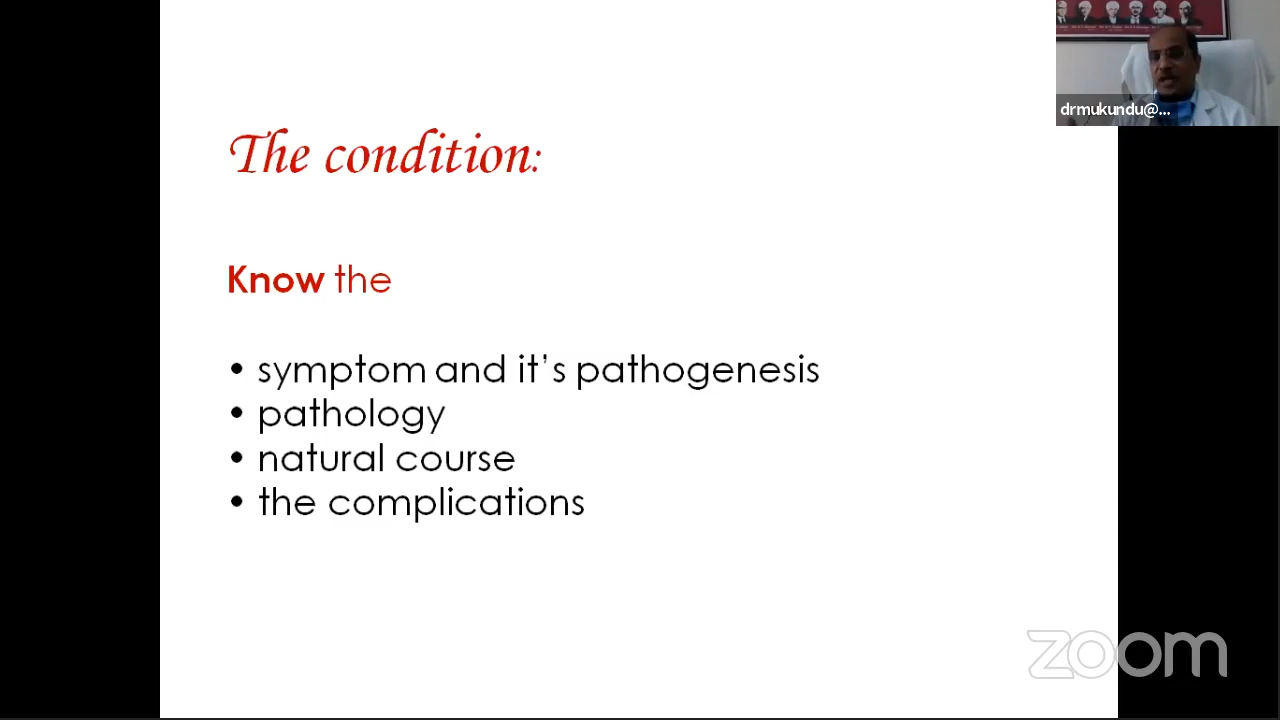 drmukundu@...
The condition:
Know the
• symptom and it's pathogenesis
• pathology
• natural course
• the complications
zoom